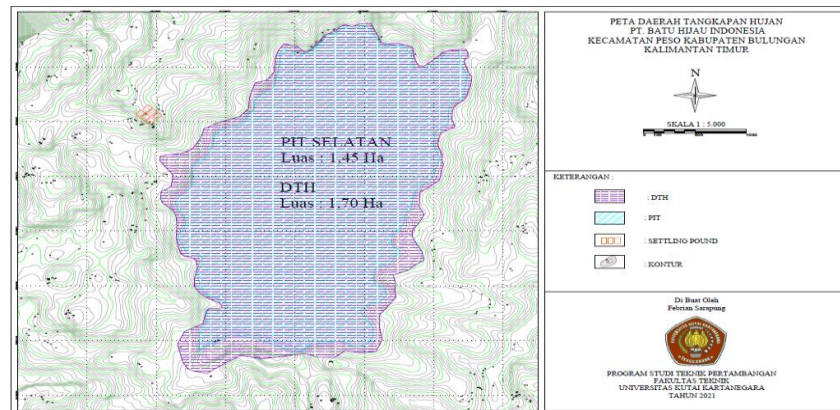 PIT SELATAN
Luas : 1,45 Ha
DTH
Luas : 1,70 Ha
PETA DAERAH TANGKAPAN HUJAN
PT. BATU HIJAU INDONESIA
KECAMATAN PESO KABUPATEN BULUNGAN
KALIMANTAN TIMUR
N
SKALA 1 : 5.000
KETERANGAN :
: DTH
: PIT
: SETTLING POUND
: KONTUR
Di Buat Oleh
Febrian Sarapung
PROGRAM STUDI TEKNIK PERTAMBANGAN
FAKULTAS TEKNIK
UNIVERSITAS KUTAI KARTANEGARA
TAHUN 2021